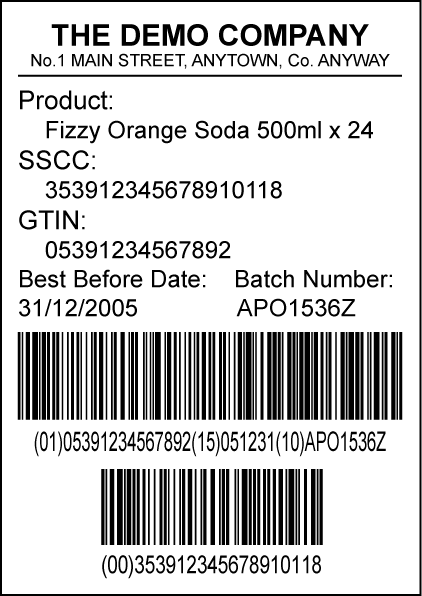 THE DEMO COMPANY
No.1 MAIN STREET, ANYTOWN, Co. ANYWAY
Product:
Fizzy Orange Soda 500ml x 24
SSCC:
353912345678910118
GTIN:
05391234567892
Best Before Date: Batch Number:
31/12/2005 APO1536Z
(01)05391234567892(15)051231(10)APO1536Z
(00)353912345678910118